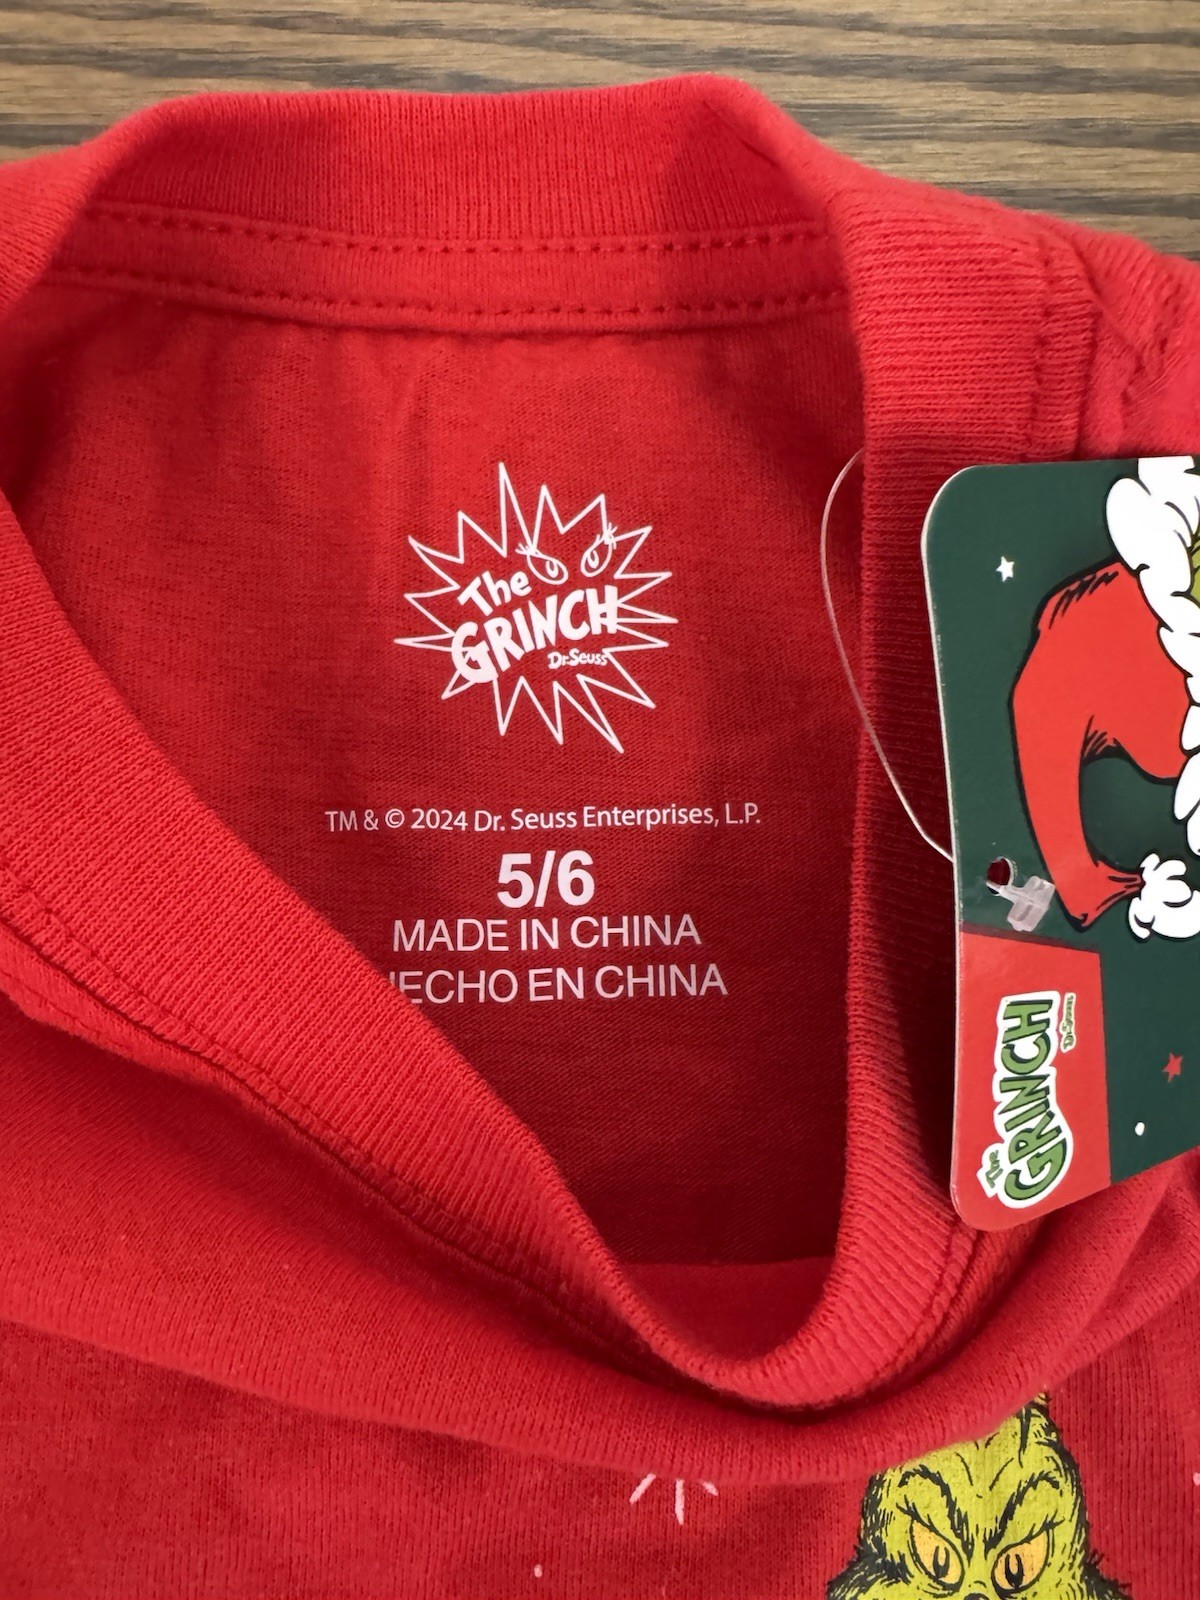 The
GRINCH
Dr. Seuss
TM & © 2024 Dr. Seuss Enterprises, L.P.
5/6
MADE IN CHINA
ECHO EN CHINA
The
GRINCH
Dr. Seuss